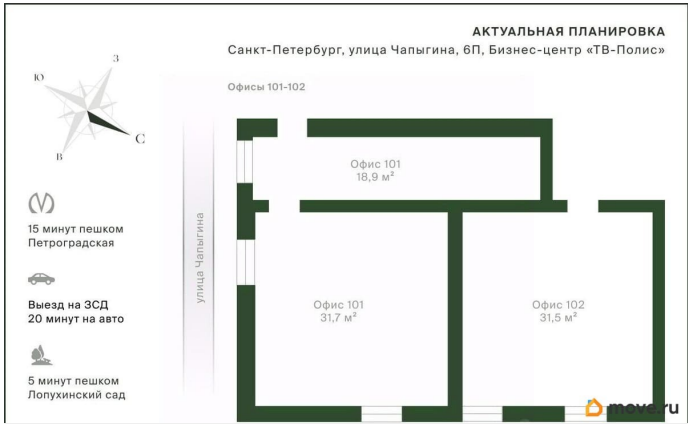 АКТУАЛЬНАЯ ПЛАНИРОВКА
Санкт-Петербург, улица Чапыгина, 6П, Бизнес-центр «ТВ-Полис»
З
Ю
С
В
Офисы 101-102
Офис 101
18,9 м²
улица Чапыгина
15 минут пешком
Петроградская
Выезд на ЗСД
20 минут на авто
5 минут пешком
Лопухинский сад
Офис 101
31,7 м²
Офис 102
31,5 м²
move.ru